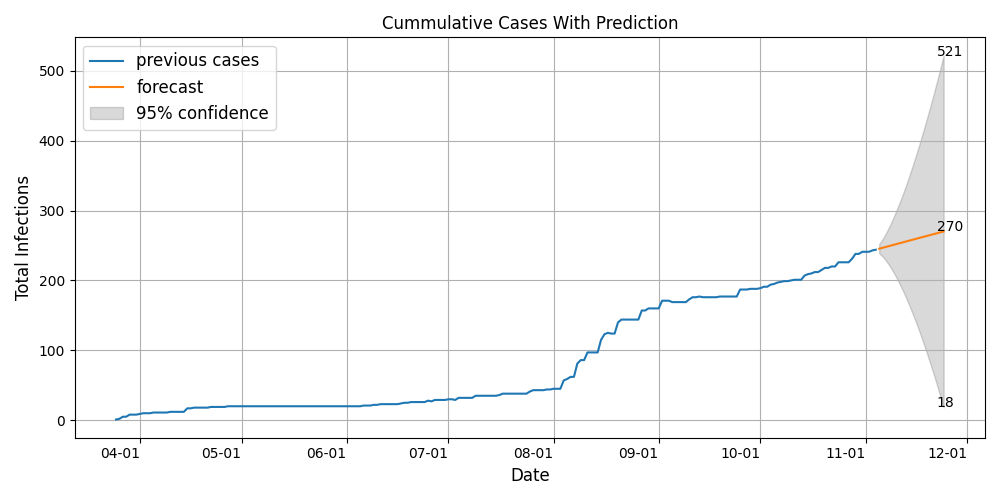 Cummulative Cases With Prediction
previous cases
forecast
95% confidence
521
270
18
500
400
300
200
100
0
Total Infections
04-01 05-01 06-01 07-01 08-01 09-01 10-01 11-01 12-01
Date